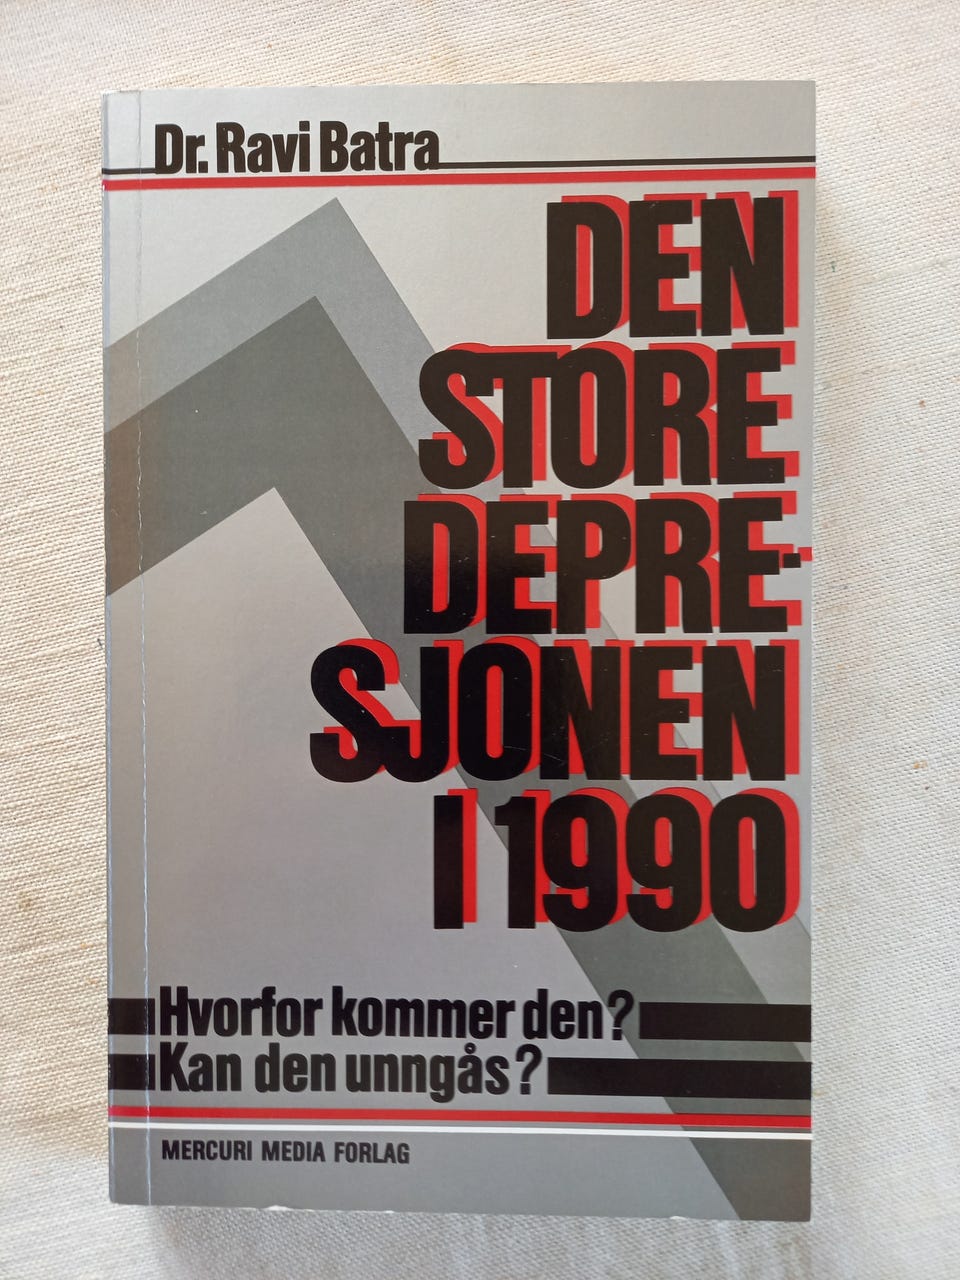 Dr. Ravi Batra
DEN
STORE
DEPRE-
SJONEN
I 1990
Hvorfor kommer den?
Kan den unngås?
MERCURI MEDIA FORLAG